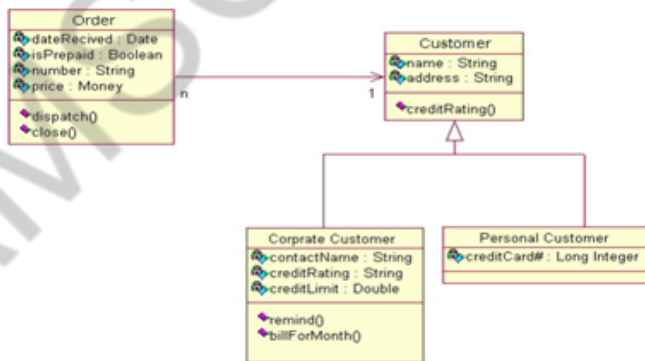 Order
dateRecived : Date
isPrepaid : Boolean
number : String
price : Money
dispatch()
close()
n
1
Customer
name : String
address : String
creditRating()
Corprate Customer
contactName : String
creditRating : String
creditLimit : Double
remind()
billForMonth()
Personal Customer
creditCard# : Long Integer